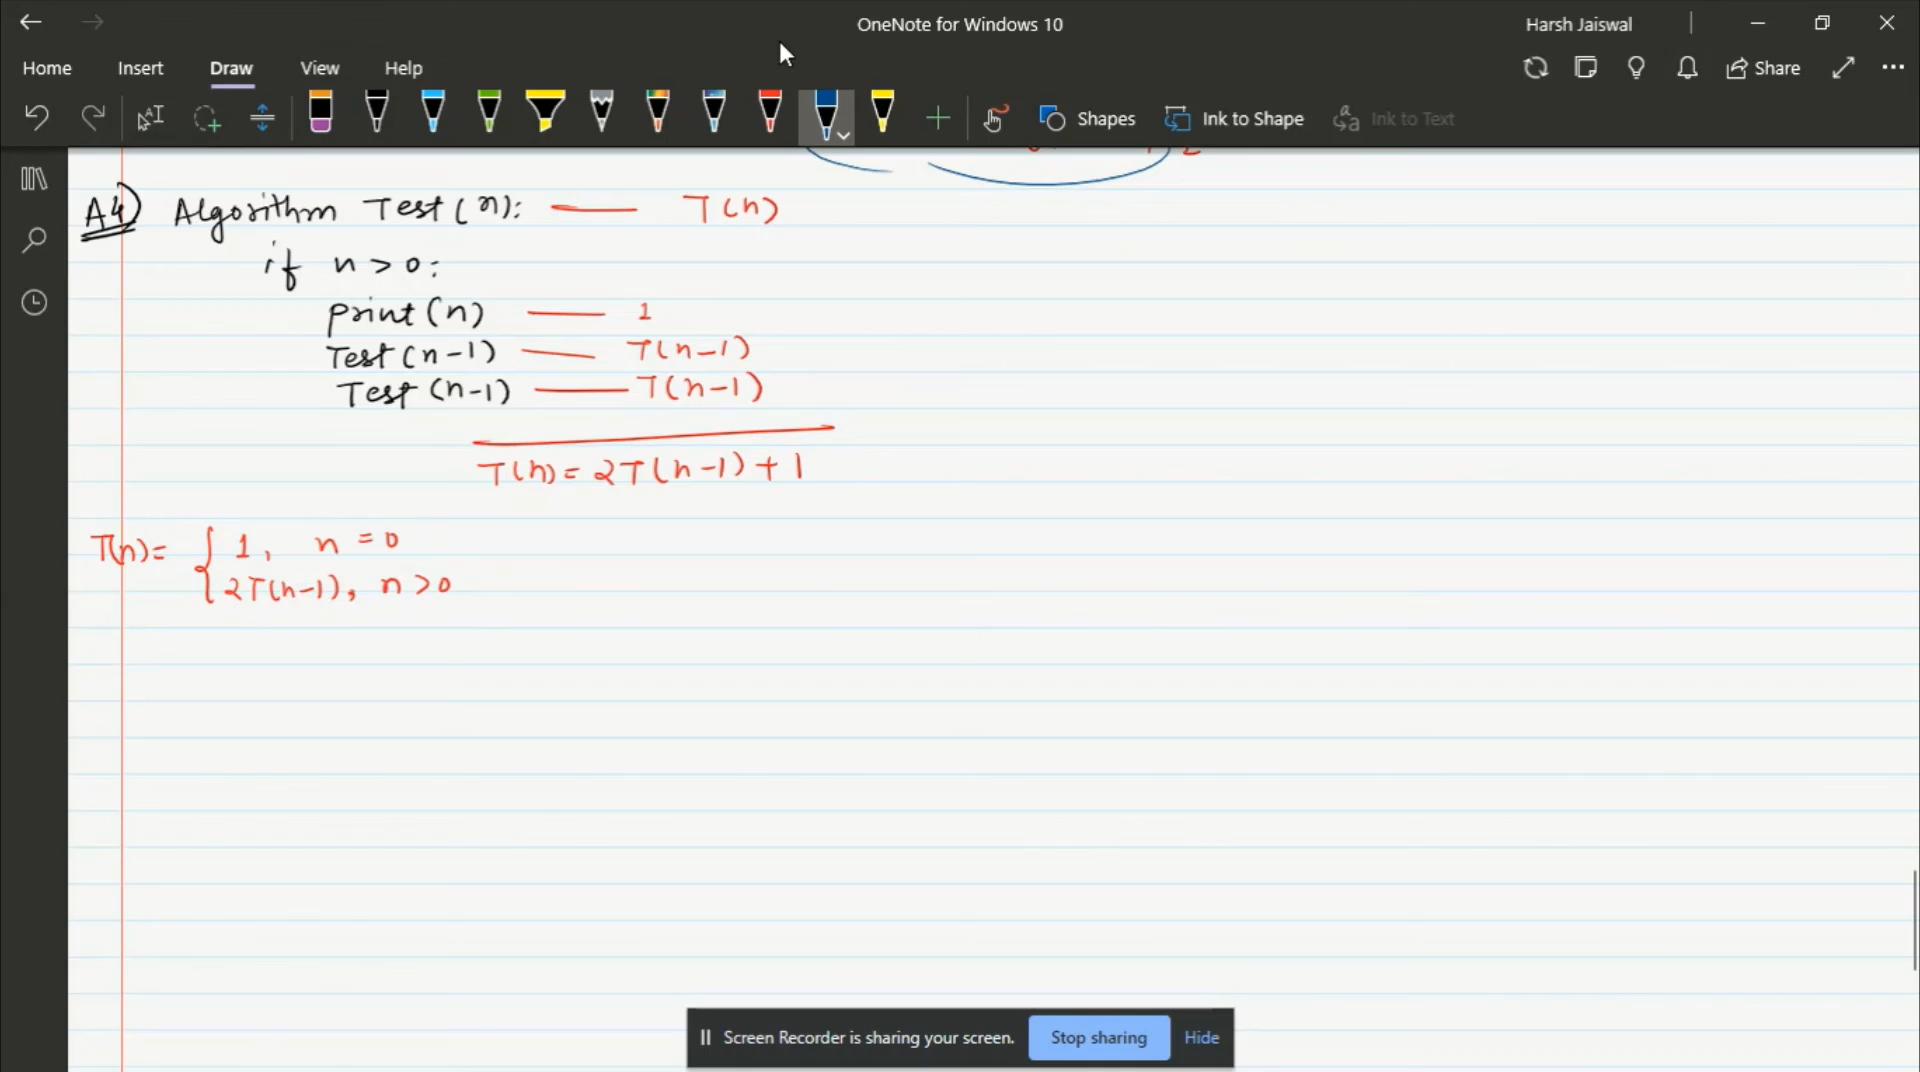 OneNote for Windows 10
Harsh Jaiswal
Home Insert Draw View Help
Share
Shapes Ink to Shape Ink to Text
A4) Algorithm Test(n): — T(n)
if n > 0:
print(n) — 1
Test(n-1) — T(n-1)
Test(n-1) — T(n-1)
T(n) = 2T(n-1) + 1
T(n) = { 1, n = 0
2T(n-1), n > 0
Screen Recorder is sharing your screen. Stop sharing Hide